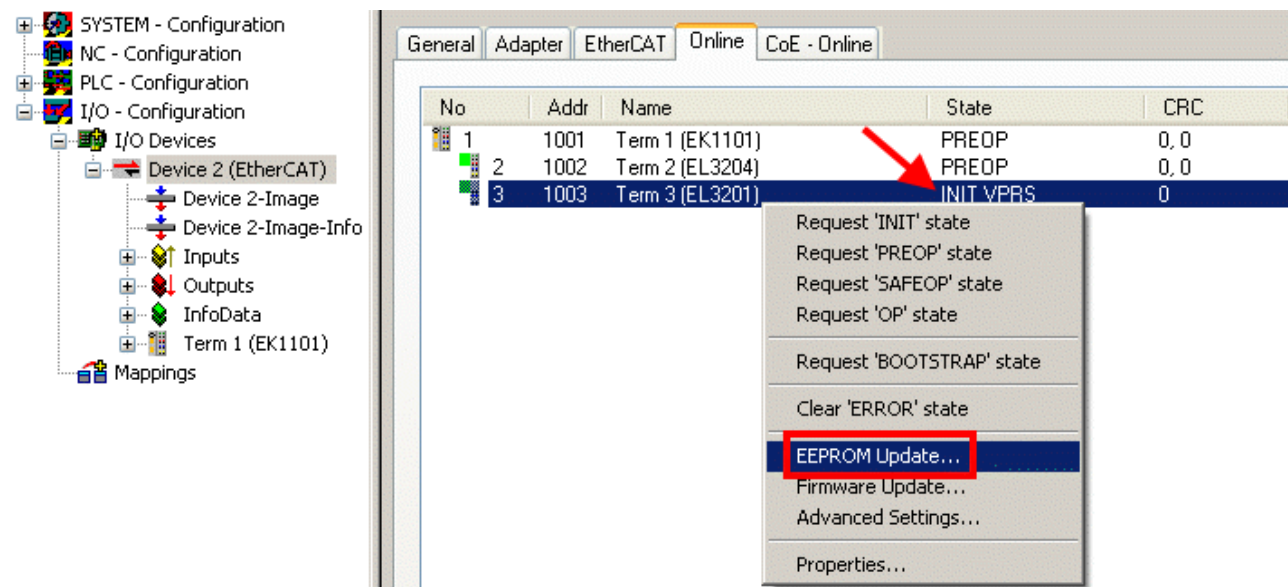 SYSTEM - Configuration
NC - Configuration
PLC - Configuration
I/O - Configuration
I/O Devices
Device 2 (EtherCAT)
Device 2-Image
Device 2-Image-Info
Inputs
Outputs
InfoData
Term 1 (EK1101)
Mappings
General Adapter EtherCAT Online CoE - Online
No Addr Name State CRC
1 1001 Term 1 (EK1101) PREOP 0, 0
2 1002 Term 2 (EL3204) PREOP 0, 0
3 1003 Term 3 (EL3201) INIT VPRS 0
Request 'INIT' state
Request 'PREOP' state
Request 'SAFEOP' state
Request 'OP' state
Request 'BOOTSTRAP' state
Clear 'ERROR' state
EEPROM Update...
Firmware Update...
Advanced Settings...
Properties...